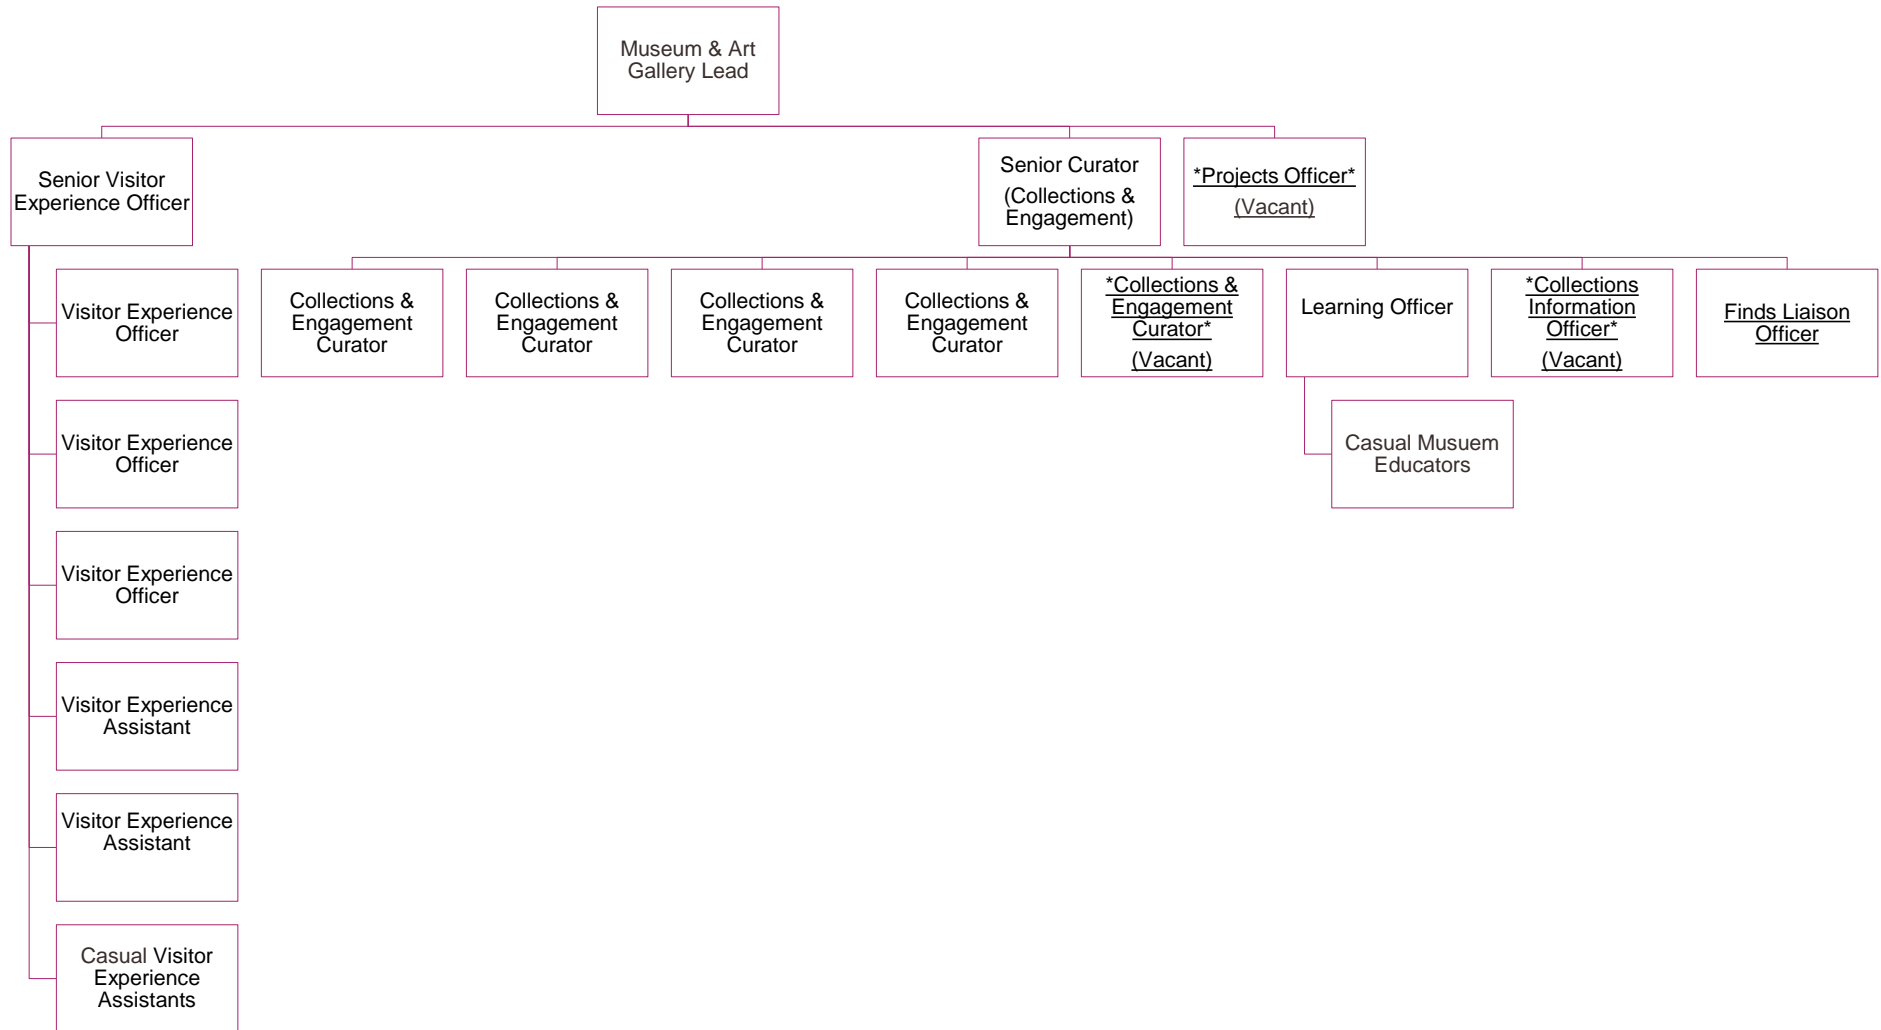 Museum & Art
Gallery Lead
Senior Visitor
Experience Officer
Senior Curator
(Collections &
Engagement)
*Projects Officer*
(Vacant)
Visitor Experience
Officer
Collections &
Engagement
Curator
Collections &
Engagement
Curator
Collections &
Engagement
Curator
Collections &
Engagement
Curator
*Collections &
Engagement
Curator*
(Vacant)
Learning Officer
*Collections
Information
Officer*
(Vacant)
Finds Liaison
Officer
Visitor Experience
Officer
Casual Musuem
Educators
Visitor Experience
Officer
Visitor Experience
Assistant
Visitor Experience
Assistant
Casual Visitor
Experience
Assistants